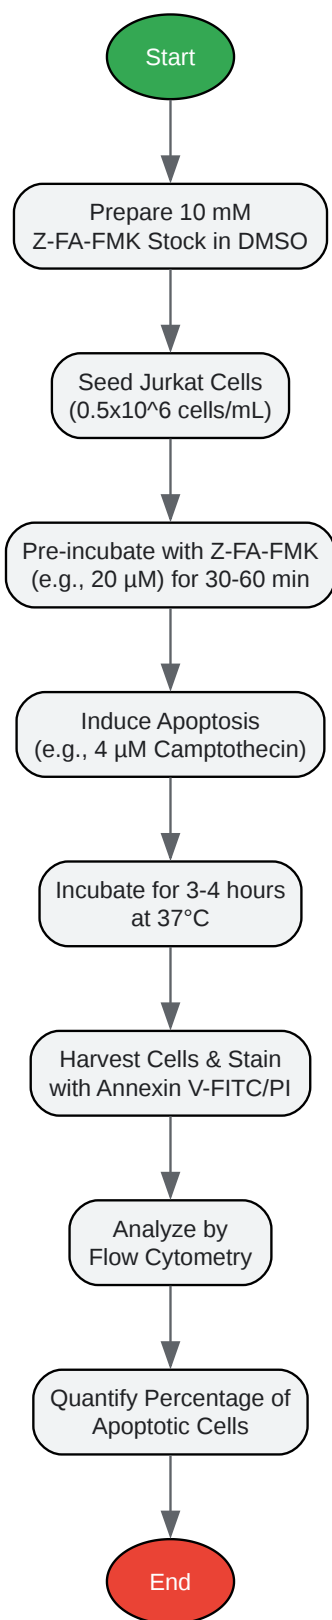 Start
Prepare 10 mM
Z-FA-FMK Stock in DMSO
Seed Jurkat Cells
(0.5x10^6 cells/mL)
Pre-incubate with Z-FA-FMK
(e.g., 20 µM) for 30-60 min
Induce Apoptosis
(e.g., 4 µM Camptothecin)
Incubate for 3-4 hours
at 37°C
Harvest Cells & Stain
with Annexin V-FITC/PI
Analyze by
Flow Cytometry
Quantify Percentage of
Apoptotic Cells
End